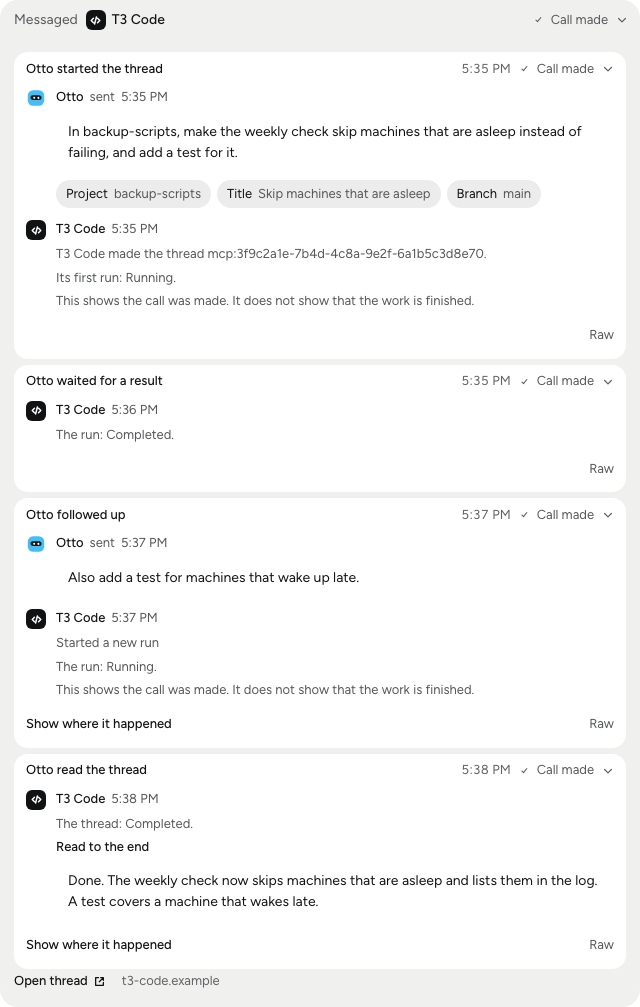 Messaged T3 Code Call made
Otto started the thread 5:35 PM Call made
Otto sent 5:35 PM
In backup-scripts, make the weekly check skip machines that are asleep instead of
failing, and add a test for it.
Project backup-scripts Title Skip machines that are asleep Branch main
T3 Code 5:35 PM
T3 Code made the thread mcp:3f9c2a1e-7b4d-4c8a-9e2f-6a1b5c3d8e70.
Its first run: Running.
This shows the call was made. It does not show that the work is finished.
Raw
Otto waited for a result 5:35 PM Call made
T3 Code 5:36 PM
The run: Completed.
Raw
Otto followed up 5:37 PM Call made
Otto sent 5:37 PM
Also add a test for machines that wake up late.
T3 Code 5:37 PM
Started a new run
The run: Running.
This shows the call was made. It does not show that the work is finished.
Show where it happened Raw
Otto read the thread 5:38 PM Call made
T3 Code 5:38 PM
The thread: Completed.
Read to the end
Done. The weekly check now skips machines that are asleep and lists them in the log.
A test covers a machine that wakes late.
Show where it happened Raw
Open thread t3-code.example